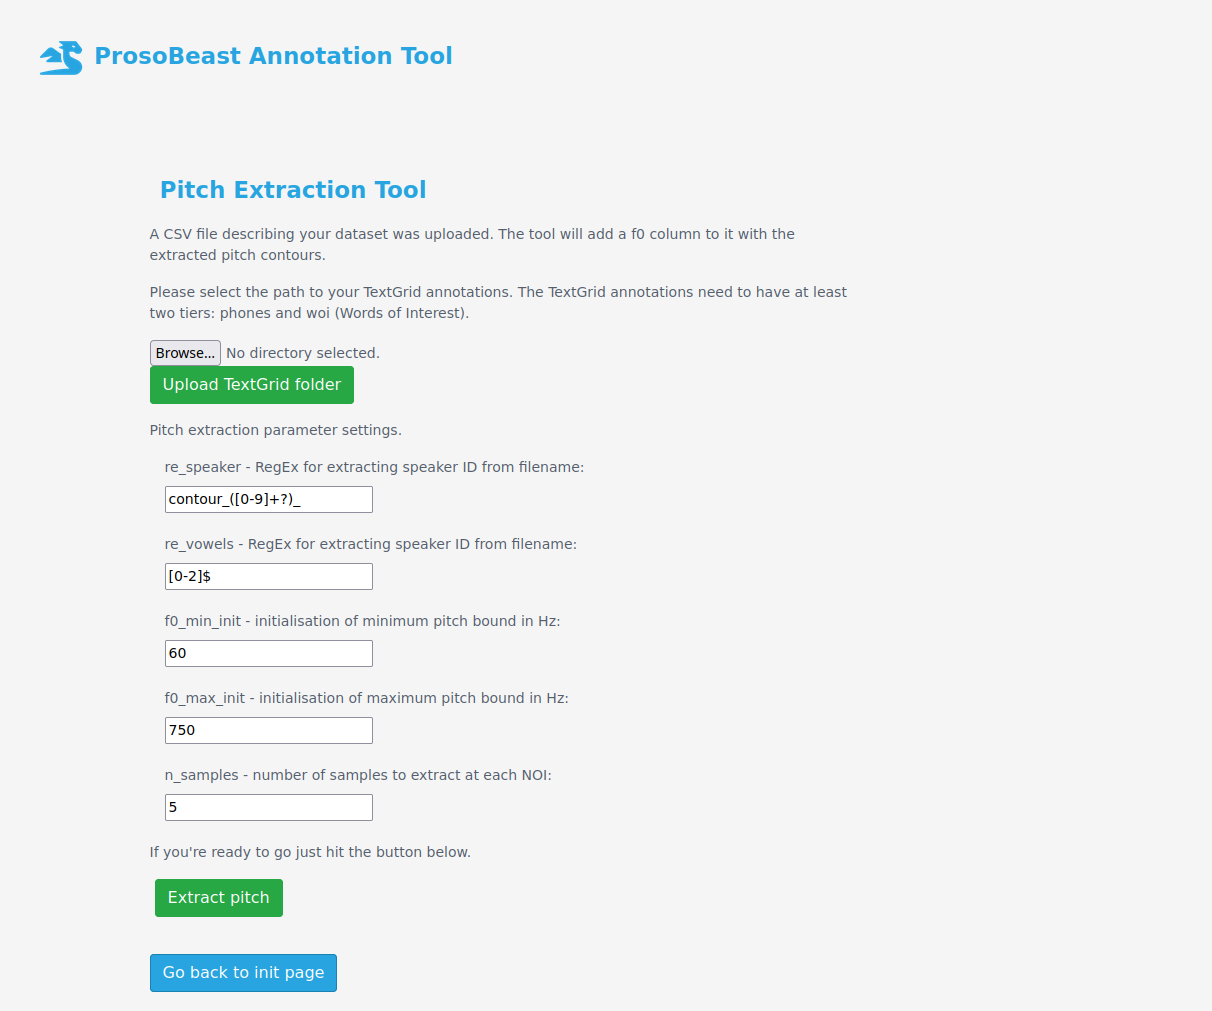 ProsoBeast Annotation Tool
Pitch Extraction Tool
A CSV file describing your dataset was uploaded. The tool will add a f0 column to it with the
extracted pitch contours.
Please select the path to your TextGrid annotations. The TextGrid annotations need to have at least
two tiers: phones and woi (Words of Interest).
Browse... No directory selected.
Upload TextGrid folder
Pitch extraction parameter settings.
re_speaker - RegEx for extracting speaker ID from filename:
contour_([0-9]+?)_
re_vowels - RegEx for extracting speaker ID from filename:
[0-2]$
f0_min_init - initialisation of minimum pitch bound in Hz:
60
f0_max_init - initialisation of maximum pitch bound in Hz:
750
n_samples - number of samples to extract at each NOI:
5
If you're ready to go just hit the button below.
Extract pitch
Go back to init page